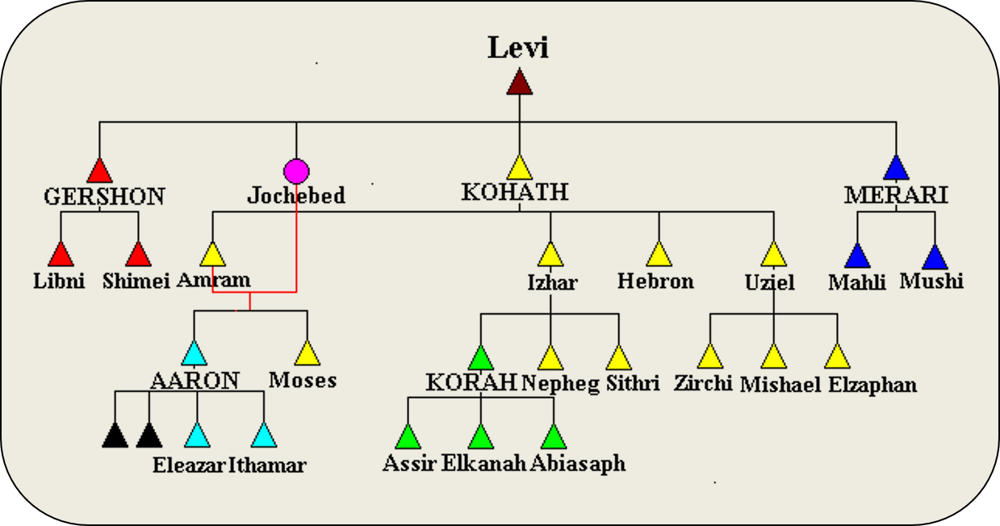 Levi
GERSHON Jochebed KOHATH MERARI
Libni Shimei Amram Izhar Hebron Uziel Mahli Mushi
AARON Moses KORAH Nepheg Sithri Zirchi Mishael Elzaphan
Eleazar Ithamar Assir Elkanah Abiasaph